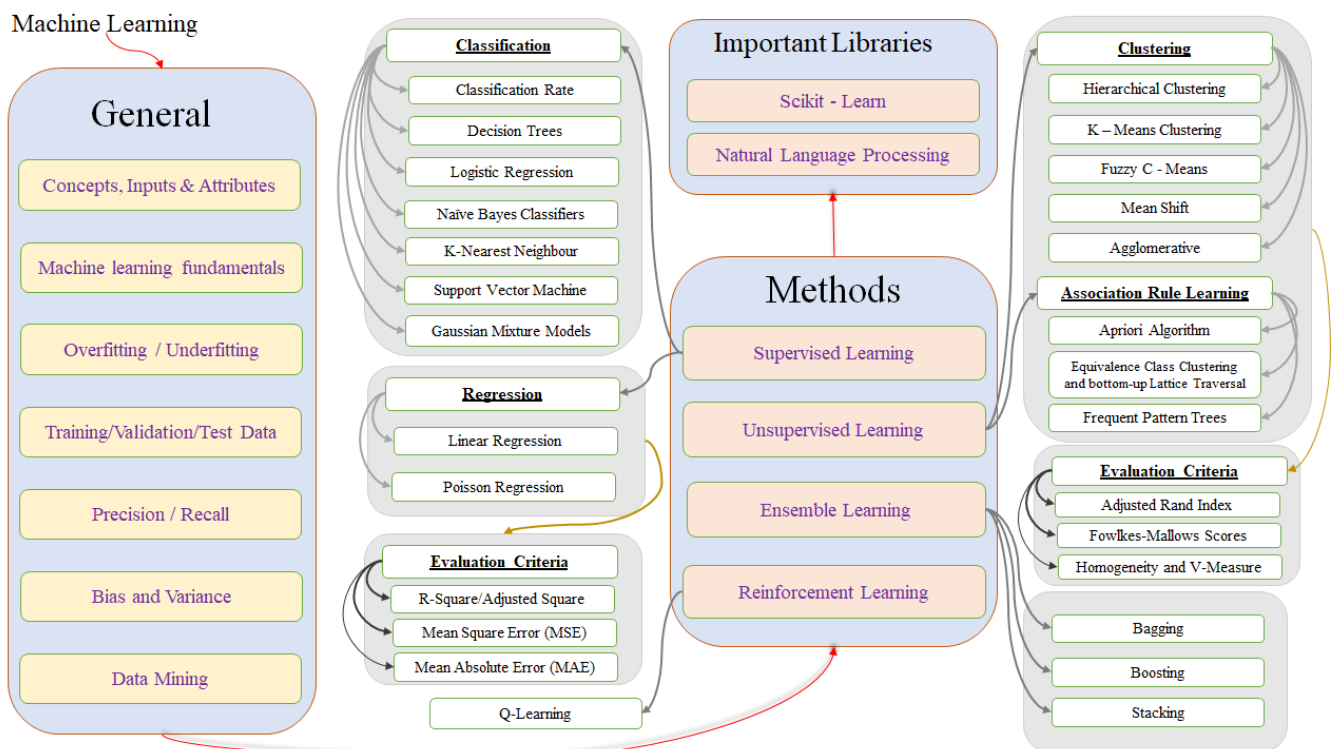 Machine Learning
General
Concepts, Inputs & Attributes
Machine learning fundamentals
Overfitting / Underfitting
Training/Validation/Test Data
Precision / Recall
Bias and Variance
Data Mining
Classification
Classification Rate
Decision Trees
Logistic Regression
Naïve Bayes Classifiers
K-Nearest Neighbour
Support Vector Machine
Gaussian Mixture Models
Regression
Linear Regression
Poisson Regression
Evaluation Criteria
R-Square/Adjusted Square
Mean Square Error (MSE)
Mean Absolute Error (MAE)
Q-Learning
Important Libraries
Scikit - Learn
Natural Language Processing
Methods
Supervised Learning
Unsupervised Learning
Ensemble Learning
Reinforcement Learning
Clustering
Hierarchical Clustering
K – Means Clustering
Fuzzy C - Means
Mean Shift
Agglomerative
Association Rule Learning
Apriori Algorithm
Equivalence Class Clustering
and bottom-up Lattice Traversal
Frequent Pattern Trees
Evaluation Criteria
Adjusted Rand Index
Fowlkes-Mallows Scores
Homogeneity and V-Measure
Bagging
Boosting
Stacking